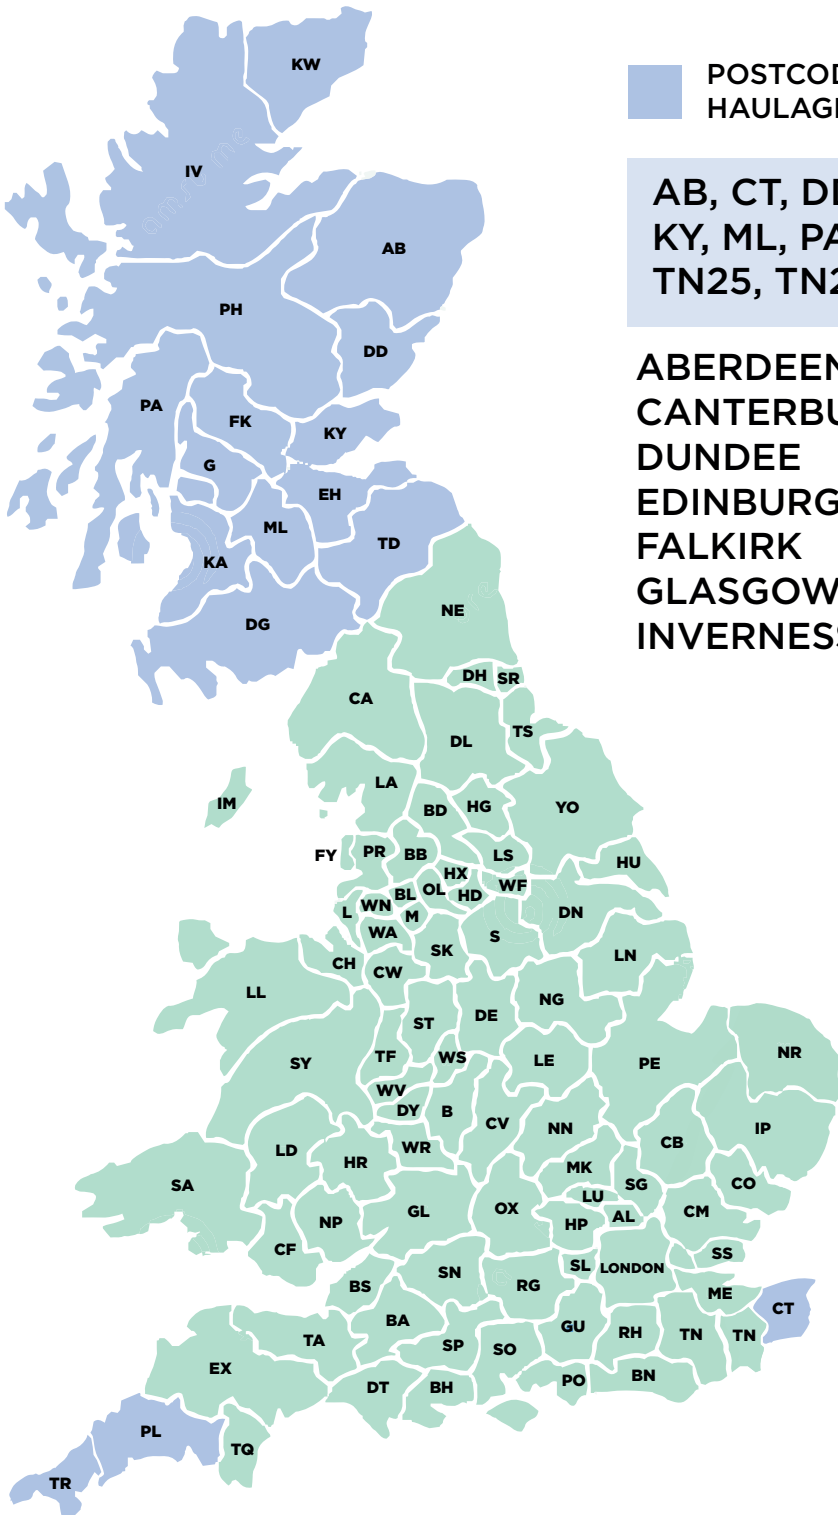 POSTCOD
HAULAG
AB, CT, D
KY, ML, PA
TN25, TN2
ABERDEEN
CANTERBU
DUNDEE
EDINBURG
FALKIRK
GLASGOW
INVERNES
KW
IV
AB
PH
DD
PA
FK
KY
G
EH
ML
TD
KA
DG
NE
DH SR
CA
TS
DL
LA
IM
BD HG YO
FY PR BB LS HU
HX
WF
BL OL HD
L WN M DN
WA S
SK LN
CH CW
LL
NG
ST DE
NR
SY TF WS LE PE
WV
DY B
CV NN IP
CB
WR
LD HR
MK
SA SG CO
LU
NP GL OX HP AL CM
CF SS
SN SL LONDON
BS RG ME
CT
BA GU RH TN TN
TA SP SO
EX
DT BH PO BN
PL
TQ
TR